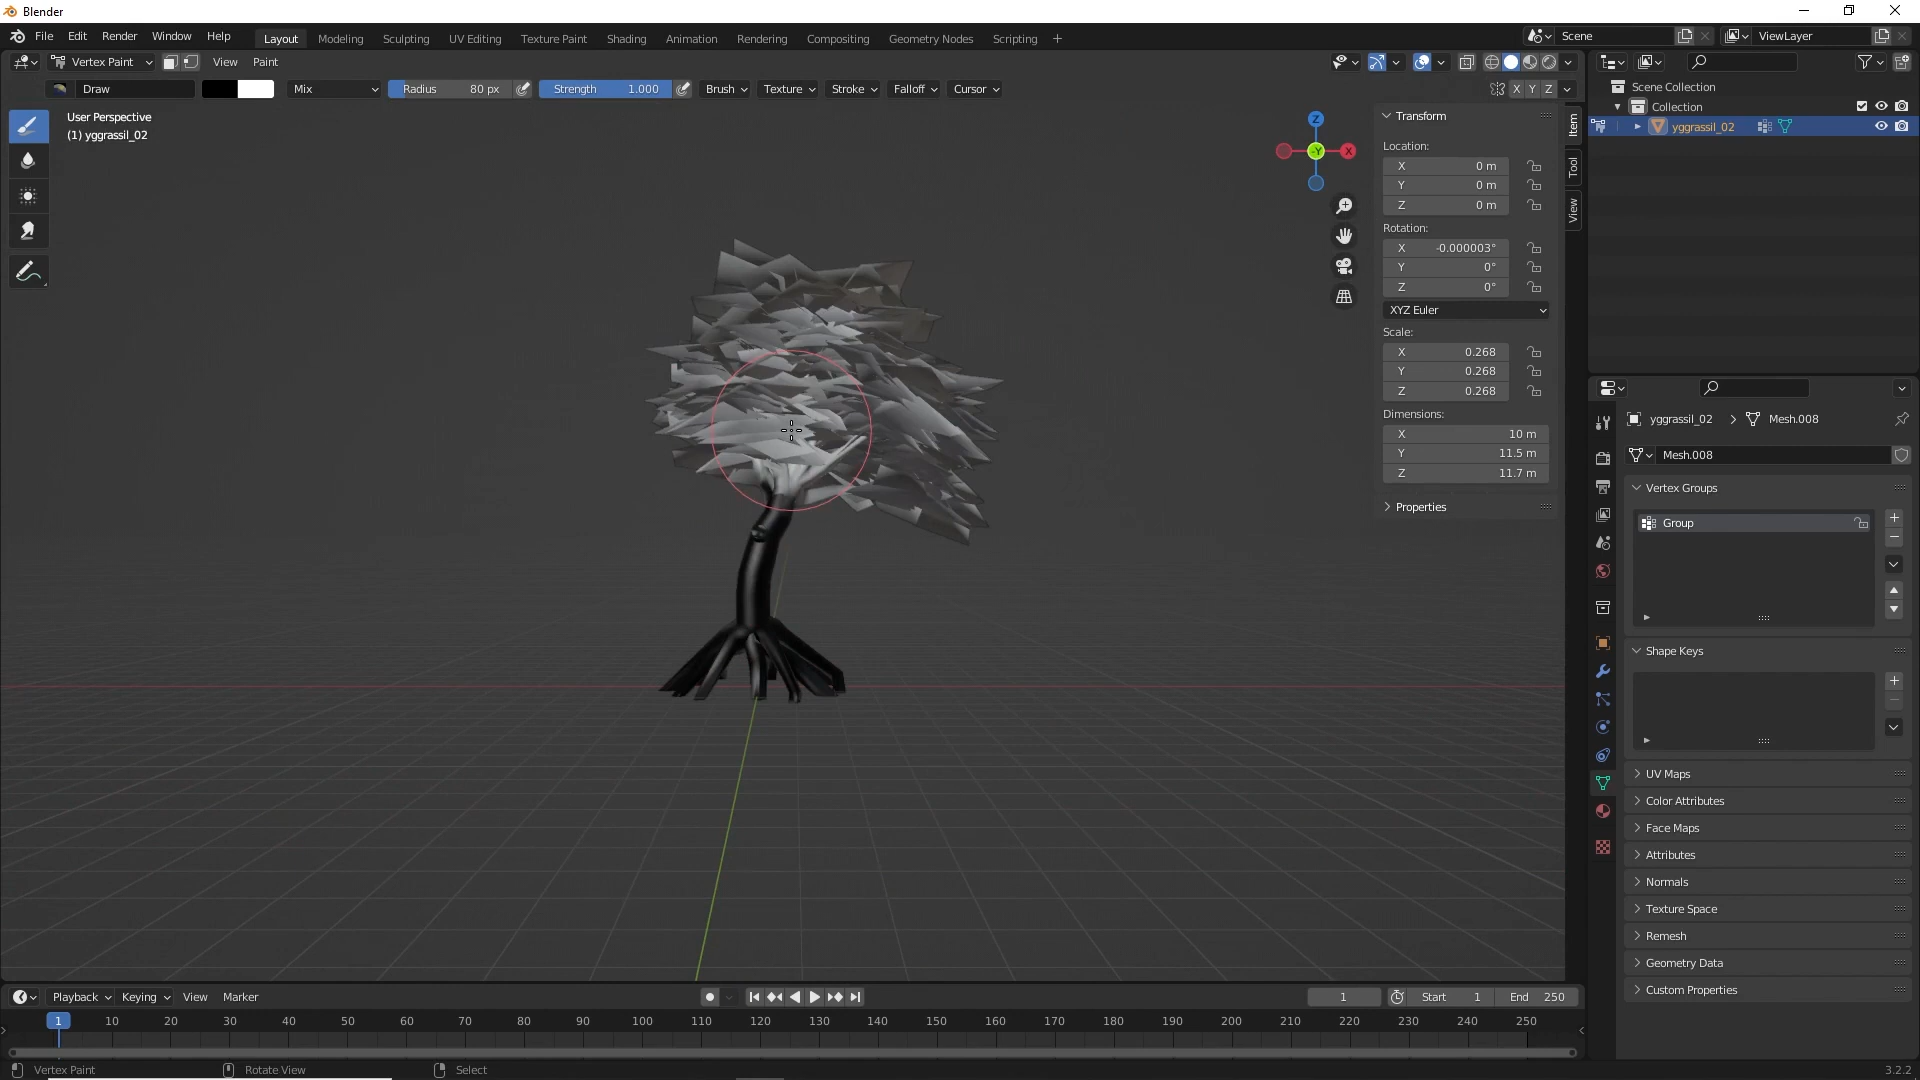 Blender
File Edit Render Window Help Layout Modeling Sculpting UV Editing Texture Paint Shading Animation Rendering Compositing Geometry Nodes Scripting + Scene ViewLayer
Vertex Paint View Paint
Draw Mix Radius 80 px Strength 1.000 Brush Texture Stroke Falloff Cursor X Y Z
User Perspective
(1) yggrassil_02
Z
-Y
X
Item
Tool
View
Transform
Location:
X 0 m
Y 0 m
Z 0 m
Rotation:
X -0.000003°
Y 0°
Z 0°
XYZ Euler
Scale:
X 0.268
Y 0.268
Z 0.268
Dimensions:
X 10 m
Y 11.5 m
Z 11.7 m
Properties
Scene Collection
Collection
yggrassil_02
yggrassil_02 Mesh.008
Mesh.008
Vertex Groups
Group
Shape Keys
UV Maps
Color Attributes
Face Maps
Attributes
Normals
Texture Space
Remesh
Geometry Data
Custom Properties
Playback Keying View Marker 1 Start 1 End 250
1 10 20 30 40 50 60 70 80 90 100 110 120 130 140 150 160 170 180 190 200 210 220 230 240 250
Vertex Paint Rotate View Select 3.2.2